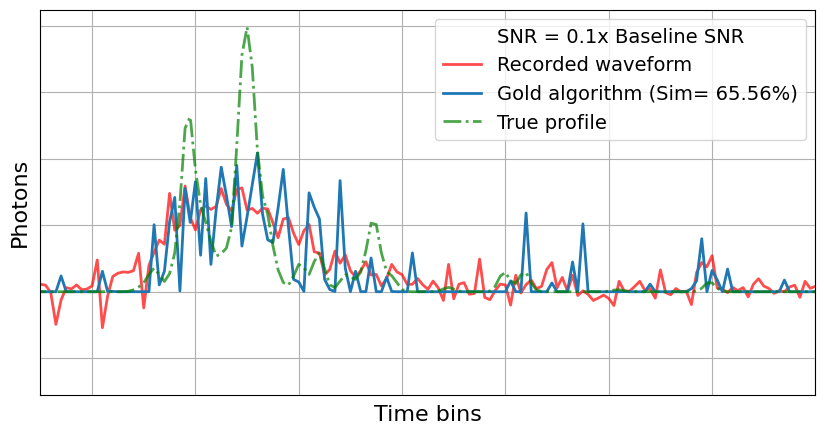 SNR = 0.1x Baseline SNR
Recorded waveform
Gold algorithm (Sim= 65.56%)
True profile
Photons
Time bins